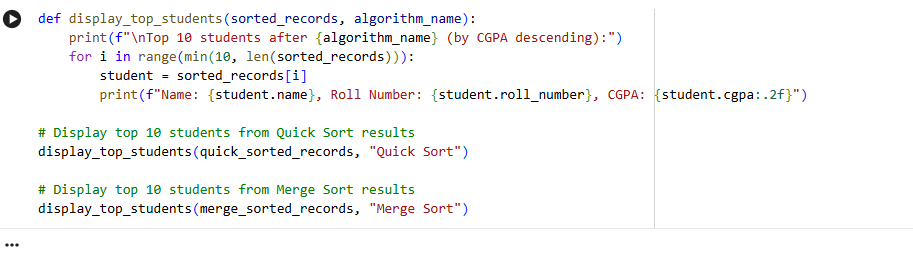 def display_top_students(sorted_records, algorithm_name):
    print(f"\nTop 10 students after {algorithm_name} (by CGPA descending):")
    for i in range(min(10, len(sorted_records))):
        student = sorted_records[i]
        print(f"Name: {student.name}, Roll Number: {student.roll_number}, CGPA: {student.cgpa:.2f}")

# Display top 10 students from Quick Sort results
display_top_students(quick_sorted_records, "Quick Sort")

# Display top 10 students from Merge Sort results
display_top_students(merge_sorted_records, "Merge Sort")